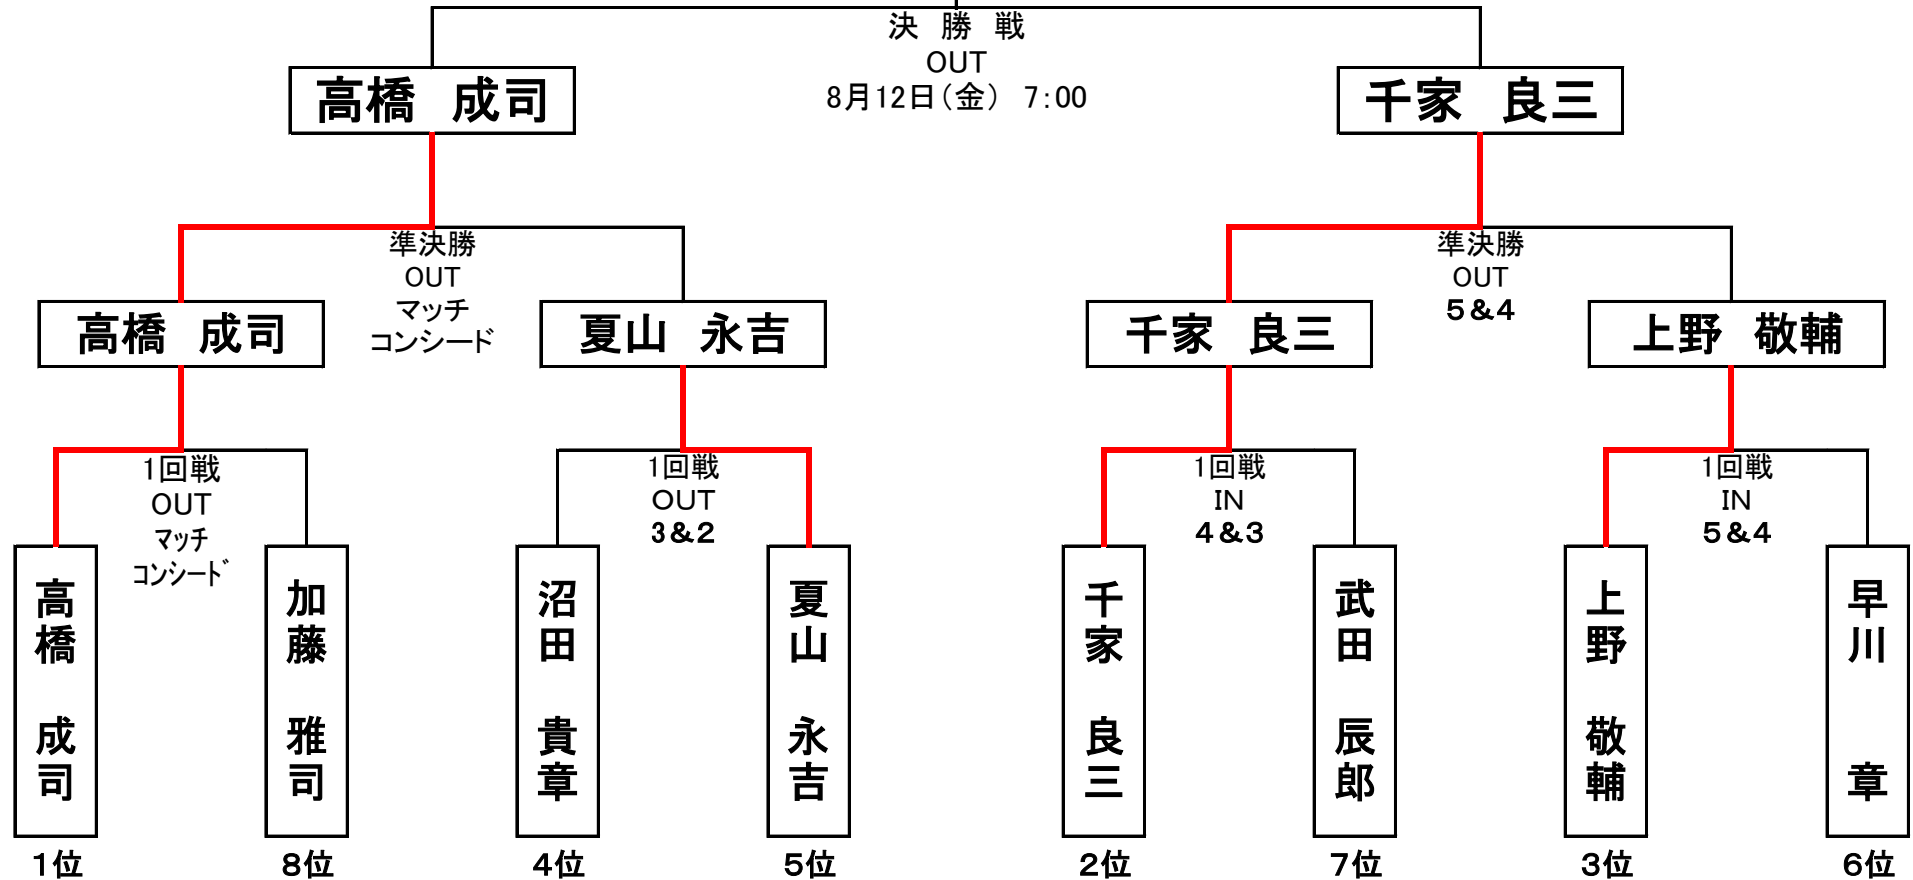 決 勝 戦
OUT
8月12日(金) 7:00
高橋 成司
千家 良三
準決勝
OUT
マッチ
コンシード
準決勝
OUT
5&4
高橋 成司
夏山 永吉
千家 良三
上野 敬輔
1回戦
OUT
マッチ
コンシード
1回戦
OUT
3&2
1回戦
IN
4&3
1回戦
IN
5&4
高橋 成司
加藤 雅司
沼田 貴章
夏山 永吉
千家 良三
武田 辰郎
上野 敬輔
早川 章
1位
8位
4位
5位
2位
7位
3位
6位